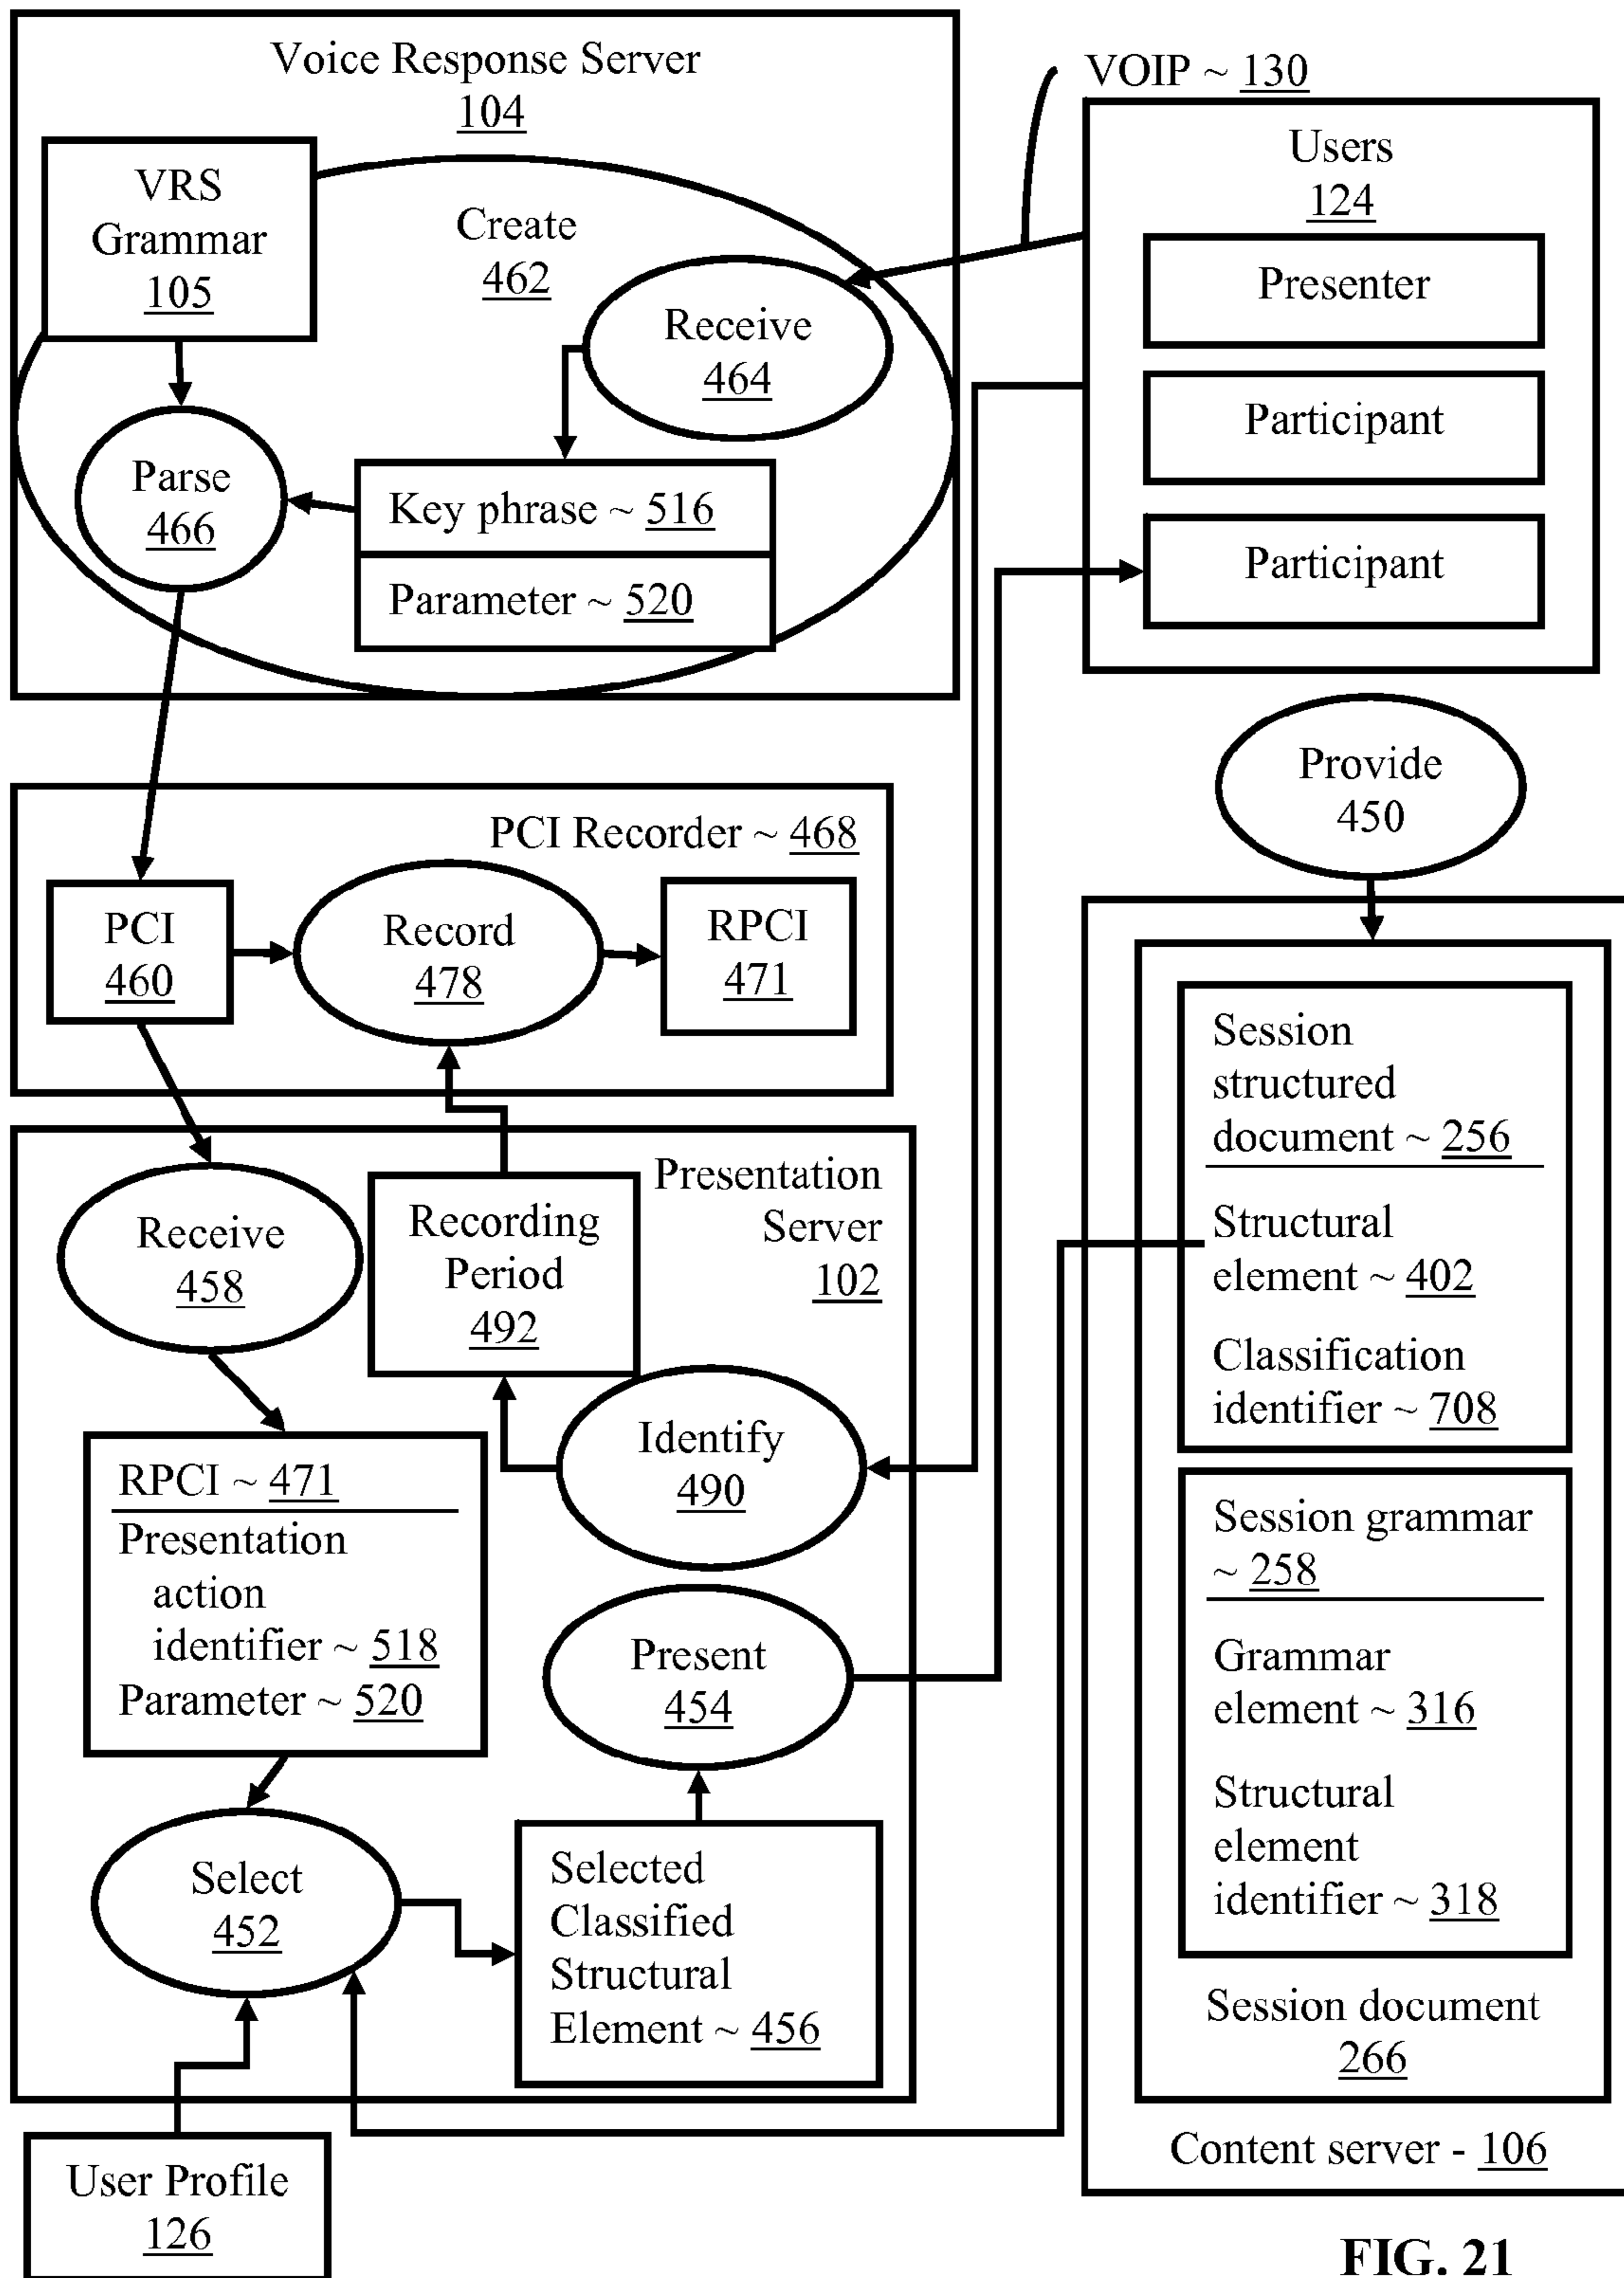 Voice Response Server
104
VRS
Grammar
105
Create
462
Receive
464
Parse
466
Key phrase ~ 516
Parameter ~ 520
VOIP ~ 130
Users
124
Presenter
Participant
Participant
Provide
450
PCI Recorder ~ 468
PCI
460
Record
478
RPCI
471
Presentation
Server
102
Receive
458
Recording
Period
492
Identify
490
RPCI ~ 471
Presentation
action
identifier ~ 518
Parameter ~ 520
Present
454
Select
452
Selected
Classified
Structural
Element ~ 456
User Profile
126
Session
structured
document ~ 256
Structural
element ~ 402
Classification
identifier ~ 708
Session grammar
~ 258
Grammar
element ~ 316
Structural
element
identifier ~ 318
Session document
266
Content server - 106
FIG. 21